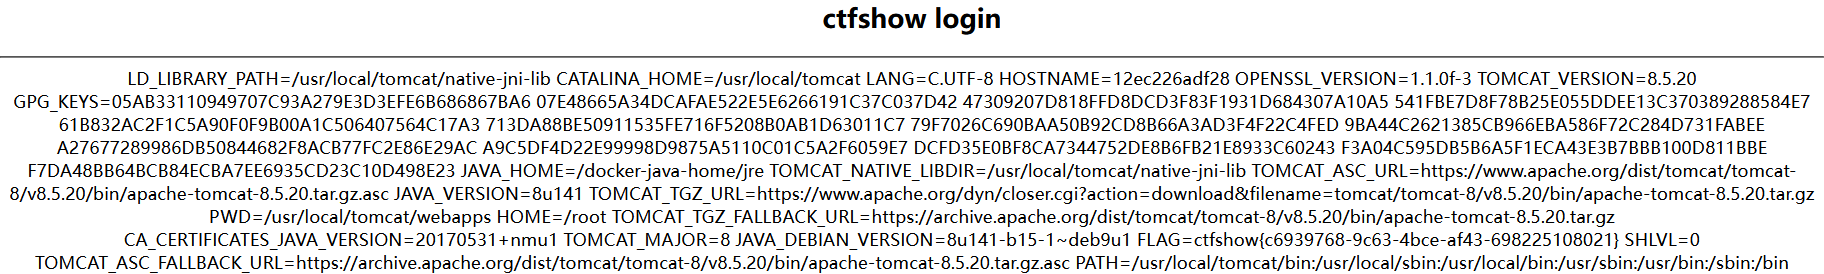 ctfshow login
LD_LIBRARY_PATH=/usr/local/tomcat/native-jni-lib CATALINA_HOME=/usr/local/tomcat LANG=C.UTF-8 HOSTNAME=12ec226adf28 OPENSSL_VERSION=1.1.0f-3 TOMCAT_VERSION=8.5.20
GPG_KEYS=05AB33110949707C93A279E3D3EFE6B686867BA6 07E48665A34DCAFAE522E5E6266191C37C037D42 47309207D818FFD8DCD3F83F1931D684307A10A5 541FBE7D8F78B25E055DDEE13C370389288584E7
61B832AC2F1C5A90F0F9B00A1C506407564C17A3 713DA88BE50911535FE716F5208B0AB1D63011C7 79F7026C690BAA50B92CD8B66A3AD3F4F22C4FED 9BA44C2621385CB966EBA586F72C284D731FABEE
A27677289986DB50844682F8ACB77FC2E86E29AC A9C5DF4D22E99998D9875A5110C01C5A2F6059E7 DCFD35E0BF8CA7344752DE8B6FB21E8933C60243 F3A04C595DB5B6A5F1ECA43E3B7BBB100D811BBE
F7DA48BB64BCB84ECBA7EE6935CD23C10D498E23 JAVA_HOME=/docker-java-home/jre TOMCAT_NATIVE_LIBDIR=/usr/local/tomcat/native-jni-lib TOMCAT_ASC_URL=https://www.apache.org/dist/tomcat/tomcat-
8/v8.5.20/bin/apache-tomcat-8.5.20.tar.gz.asc JAVA_VERSION=8u141 TOMCAT_TGZ_URL=https://www.apache.org/dyn/closer.cgi?action=download&filename=tomcat/tomcat-8/v8.5.20/bin/apache-tomcat-8.5.20.tar.gz
PWD=/usr/local/tomcat/webapps HOME=/root TOMCAT_TGZ_FALLBACK_URL=https://archive.apache.org/dist/tomcat/tomcat-8/v8.5.20/bin/apache-tomcat-8.5.20.tar.gz
CA_CERTIFICATES_JAVA_VERSION=20170531+nmu1 TOMCAT_MAJOR=8 JAVA_DEBIAN_VERSION=8u141-b15-1~deb9u1 FLAG=ctfshow{c6939768-9c63-4bce-af43-698225108021} SHLVL=0
TOMCAT_ASC_FALLBACK_URL=https://archive.apache.org/dist/tomcat/tomcat-8/v8.5.20/bin/apache-tomcat-8.5.20.tar.gz.asc PATH=/usr/local/tomcat/bin:/usr/local/sbin:/usr/local/bin:/usr/sbin:/usr/bin:/sbin:/bin